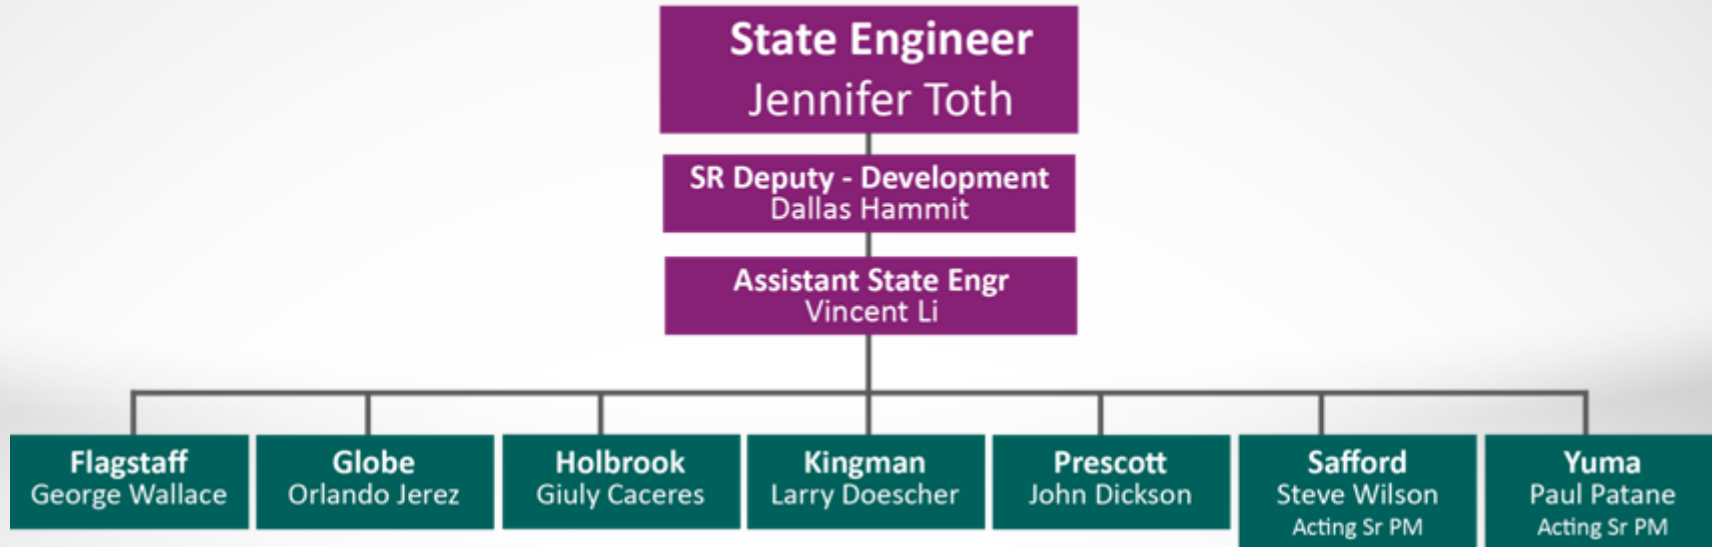 State Engineer
Jennifer Toth
SR Deputy - Development
Dallas Hammit
Assistant State Engr
Vincent Li
Flagstaff
George Wallace
Globe
Orlando Jerez
Holbrook
Giuly Caceres
Kingman
Larry Doescher
Prescott
John Dickson
Safford
Steve Wilson
Acting Sr PM
Yuma
Paul Patane
Acting Sr PM